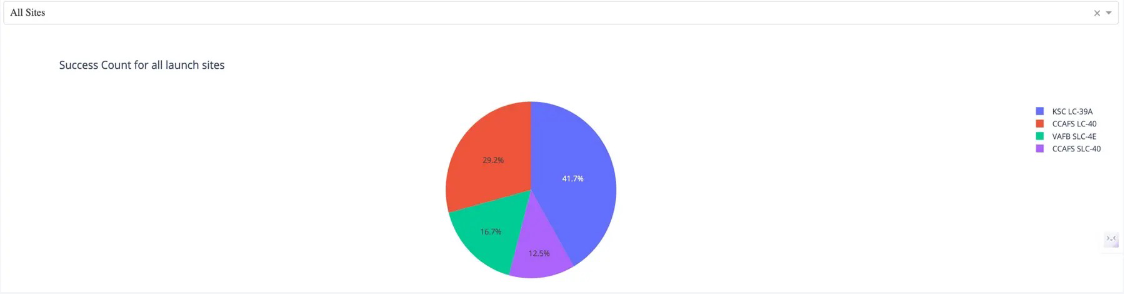 All Sites
Success Count for all launch sites
KSC LC-39A
CCAFS LC-40
VAFB SLC-4E
CCAFS SLC-40
29.2%
41.7%
16.7%
12.5%